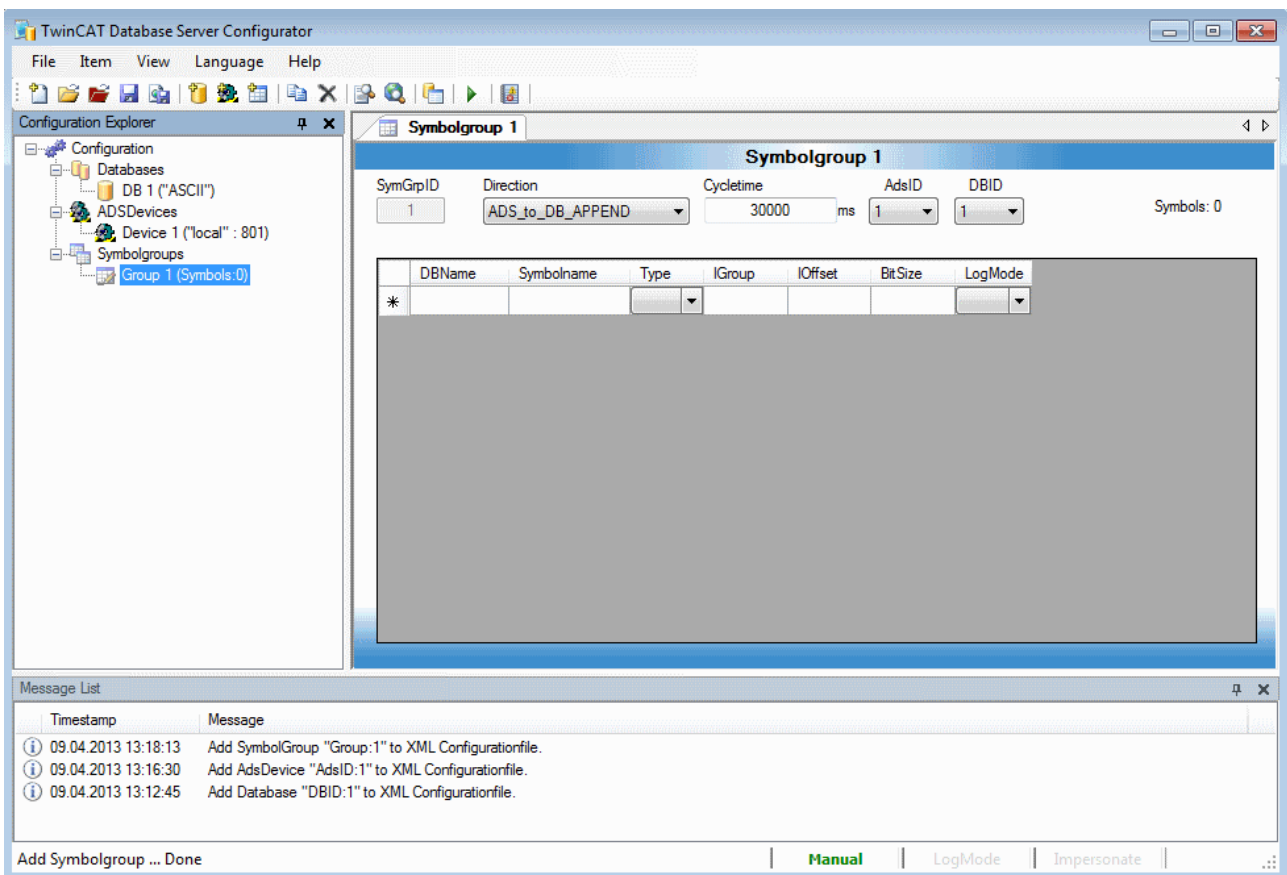 TwinCAT Database Server Configurator
File Item View Language Help
Configuration Explorer
Configuration
Databases
DB 1 ("ASCII")
ADSDevices
Device 1 ("local" : 801)
Symbolgroups
Group 1 (Symbols:0)
Symbolgroup 1
Symbolgroup 1
SymGrpID Direction Cycletime AdsID DBID
1 ADS_to_DB_APPEND 30000 ms 1 1 Symbols: 0
DBName Symbolname Type IGroup IOffset BitSize LogMode
Message List
Timestamp Message
09.04.2013 13:18:13 Add SymbolGroup "Group:1" to XML Configurationfile.
09.04.2013 13:16:30 Add AdsDevice "AdsID:1" to XML Configurationfile.
09.04.2013 13:12:45 Add Database "DBID:1" to XML Configurationfile.
Add Symbolgroup ... Done Manual LogMode Impersonate